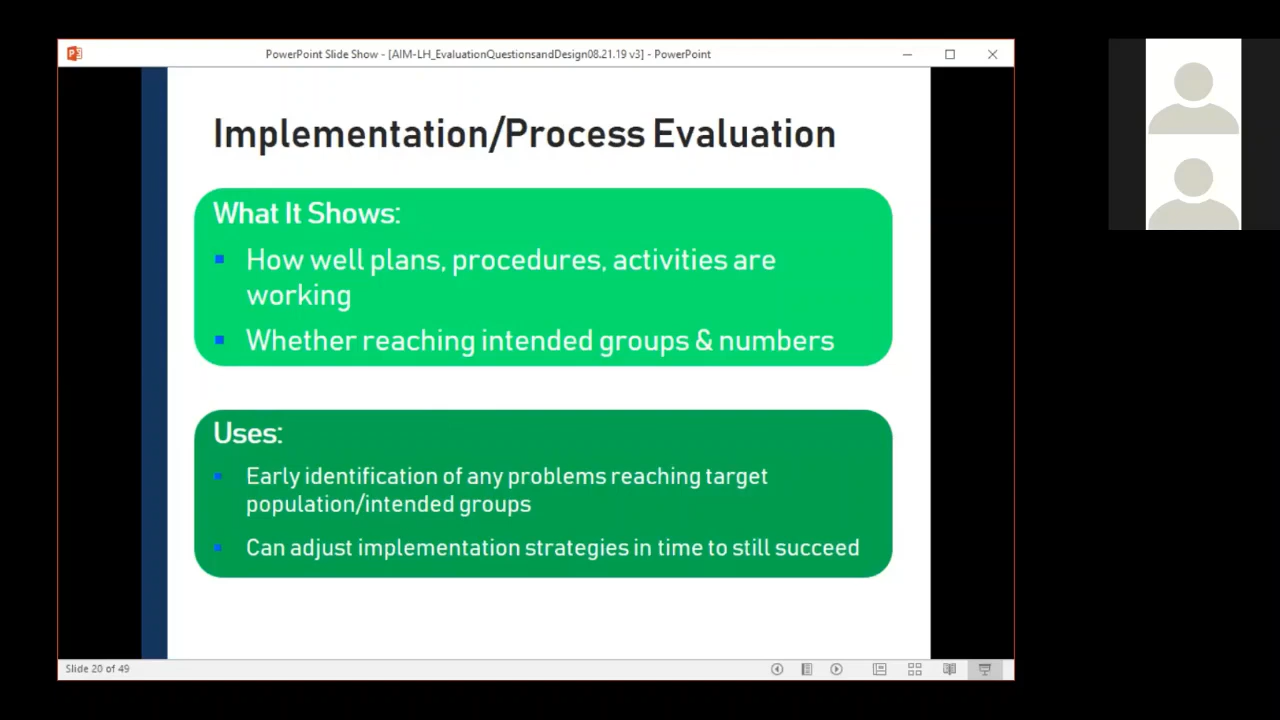 PowerPoint Slide Show - [AIM-LH_EvaluationQuestionsandDesign08.21.19 v3] - PowerPoint
Implementation/Process Evaluation
What It Shows:
How well plans, procedures, activities are
working
Whether reaching intended groups & numbers
Uses:
Early identification of any problems reaching target
population/intended groups
Can adjust implementation strategies in time to still succeed
Slide 20 of 49